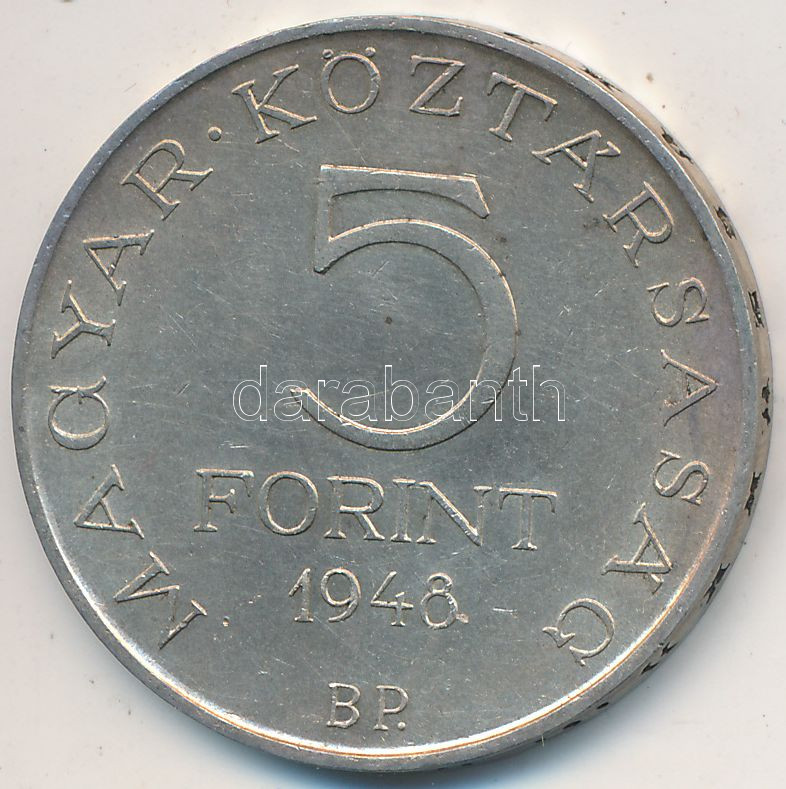 MAGYAR·KÖZTÁRSASÁG
5
FORINT
1948.
BP.
darabanth